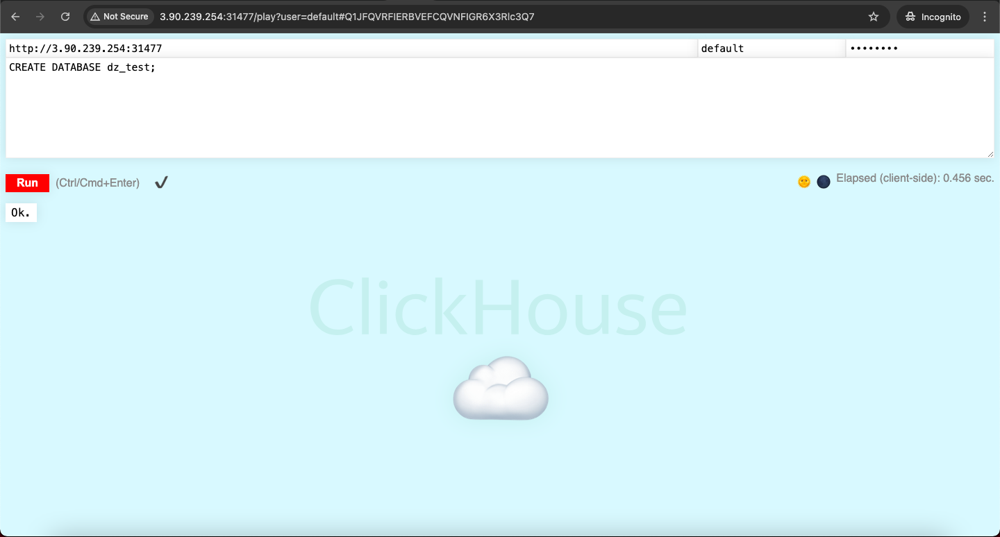 Not Secure 3.90.239.254:31477/play?user=default#Q1JFQVRFIERBVEFCQVNFIGR6X3Rlc3Q7 Incognito
http://3.90.239.254:31477 default ••••••••
CREATE DATABASE dz_test;
Run (Ctrl/Cmd+Enter) ✔ Elapsed (client-side): 0.456 sec.
Ok.
ClickHouse